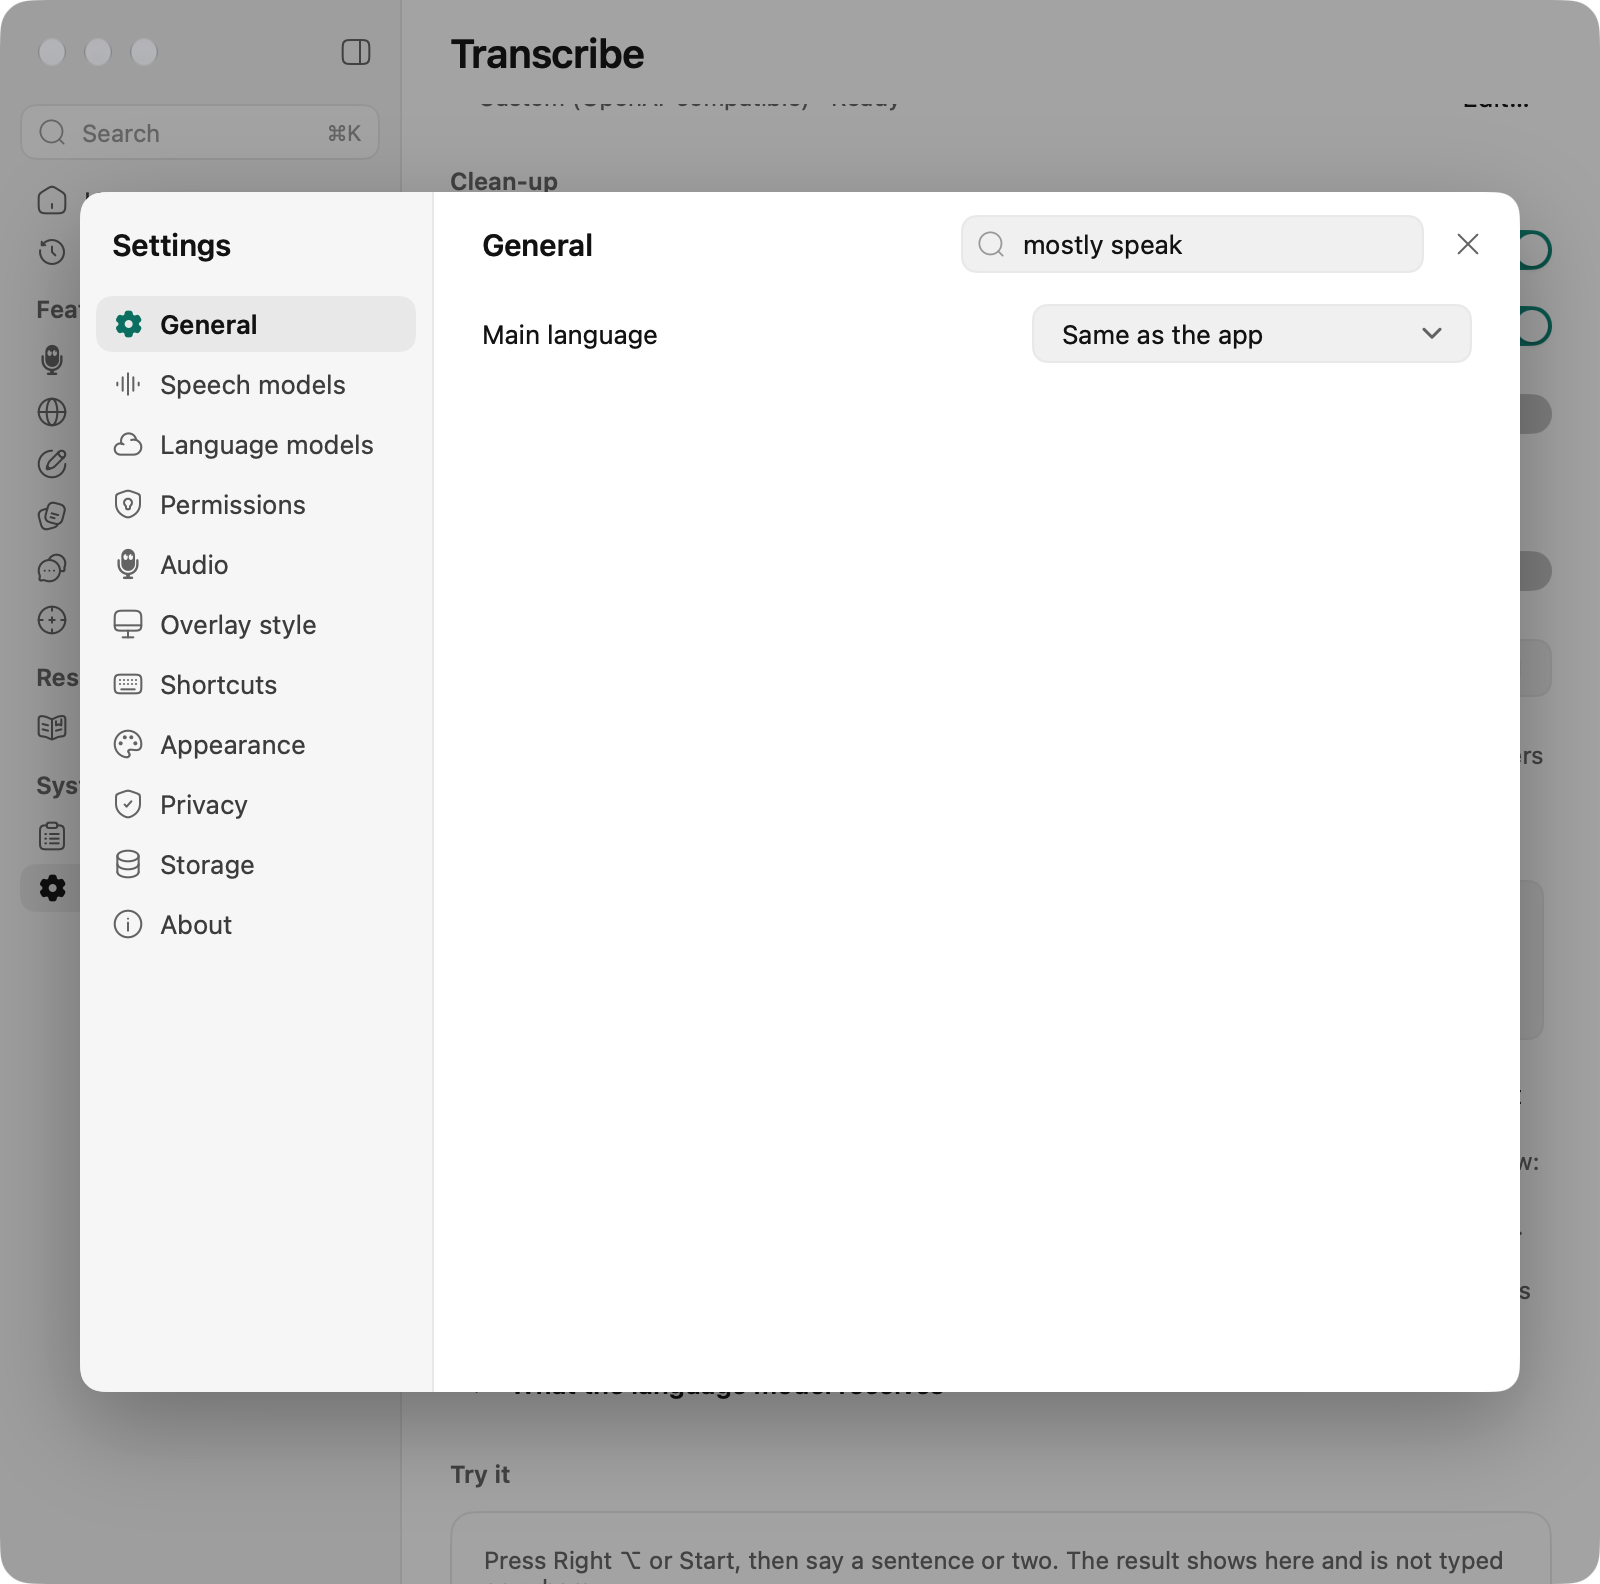 Transcribe
Search ⌘K
Clean-up
Settings
General
mostly speak
General
Main language
Same as the app
Speech models
Language models
Permissions
Audio
Overlay style
Shortcuts
Appearance
Privacy
Storage
About
Try it
Press Right ⌥ or Start, then say a sentence or two. The result shows here and is not typed